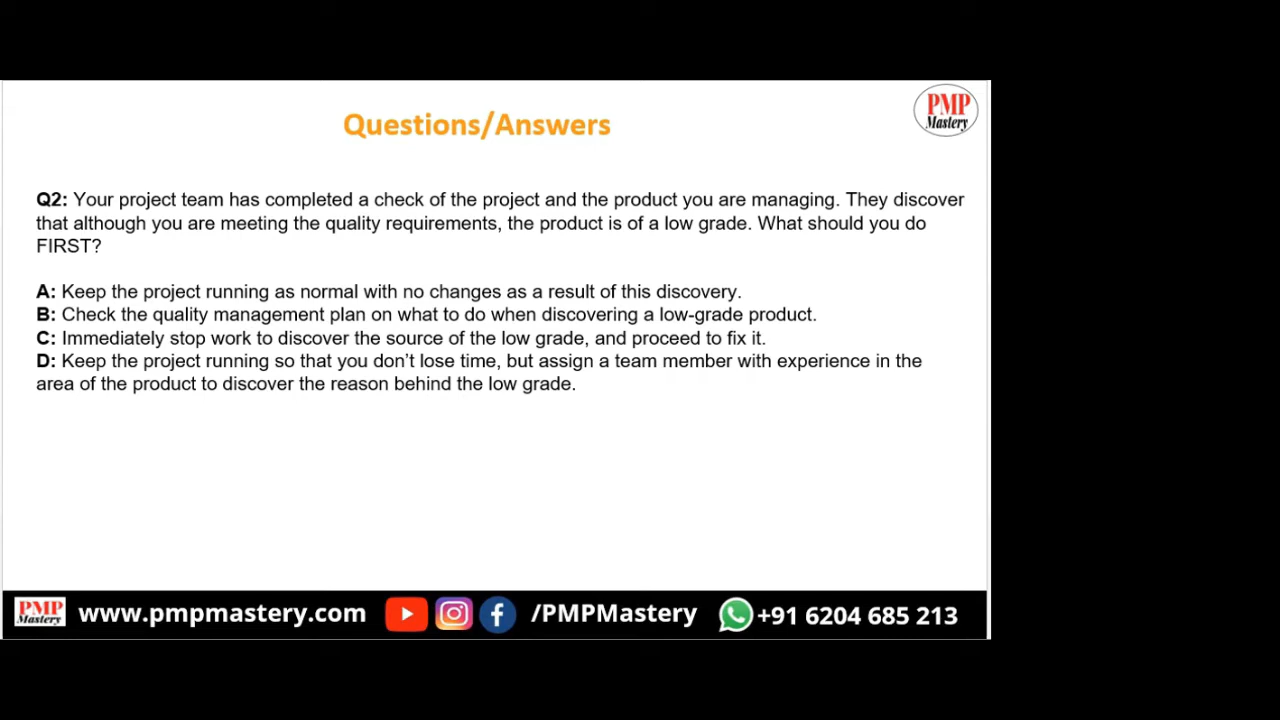 PMP
Mastery
Questions/Answers
Q2: Your project team has completed a check of the project and the product you are managing. They discover
that although you are meeting the quality requirements, the product is of a low grade. What should you do
FIRST?
A: Keep the project running as normal with no changes as a result of this discovery.
B: Check the quality management plan on what to do when discovering a low-grade product.
C: Immediately stop work to discover the source of the low grade, and proceed to fix it.
D: Keep the project running so that you don’t lose time, but assign a team member with experience in the
area of the product to discover the reason behind the low grade.
PMP
Mastery
www.pmpmastery.com /PMPMastery +91 6204 685 213